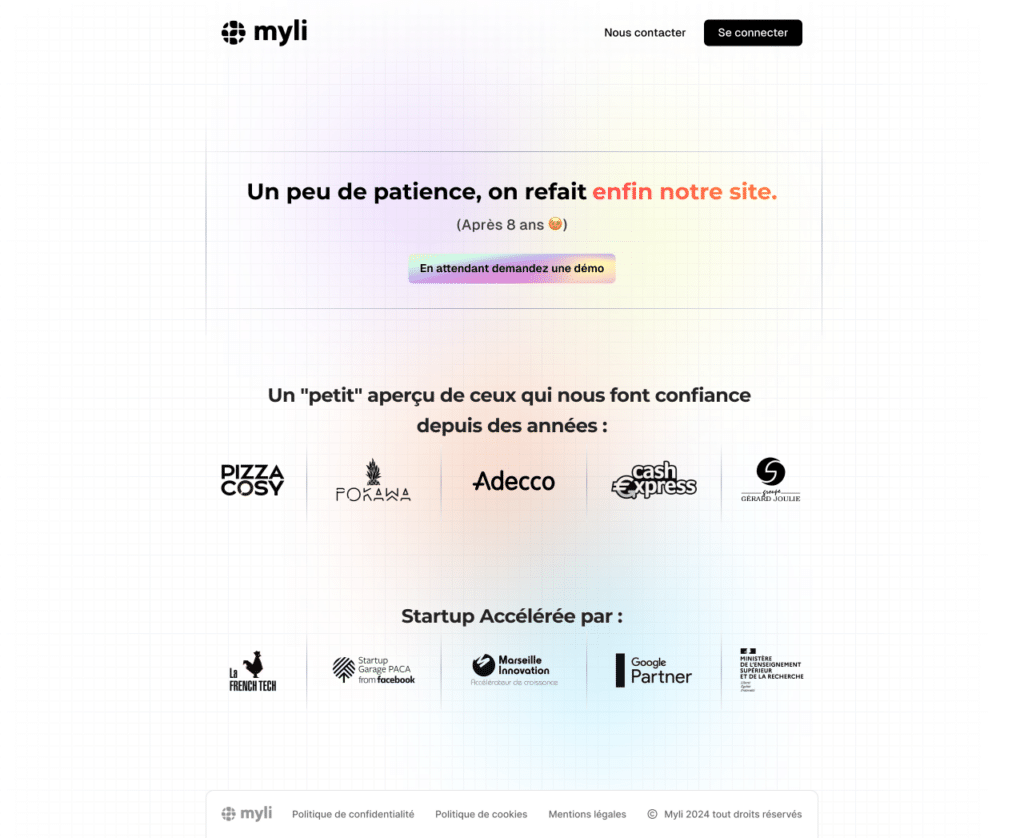 myli
Nous contacter
Se connecter
Un peu de patience, on refait enfin notre site.
(Après 8 ans 🥹)
En attendant demandez une démo
Un "petit" aperçu de ceux qui nous font confiance
depuis des années :
PIZZA
COSY
POKAWA
Adecco
cash
€xpress
groupe
GÉRARD JOULIE
Startup Accélérée par :
La
FRENCH TECH
Startup
Garage PACA
from facebook
Marseille
Innovation
Accélérateur de croissance
Google
Partner
MINISTÈRE
DE L'ENSEIGNEMENT
SUPÉRIEUR
ET DE LA RECHERCHE
Liberté
Égalité
Fraternité
myli
Politique de confidentialité
Politique de cookies
Mentions légales
© Myli 2024 tout droits réservés